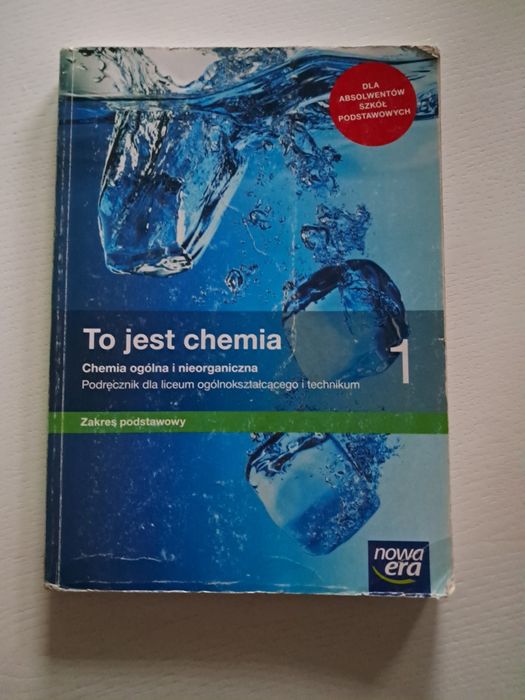 DLA
ABSOLWENTÓW
SZKÓŁ
PODSTAWOWYCH
To jest chemia
1
Chemia ogólna i nieorganiczna
Podręcznik dla liceum ogólnokształcącego i technikum
Zakres podstawowy
nowa
era